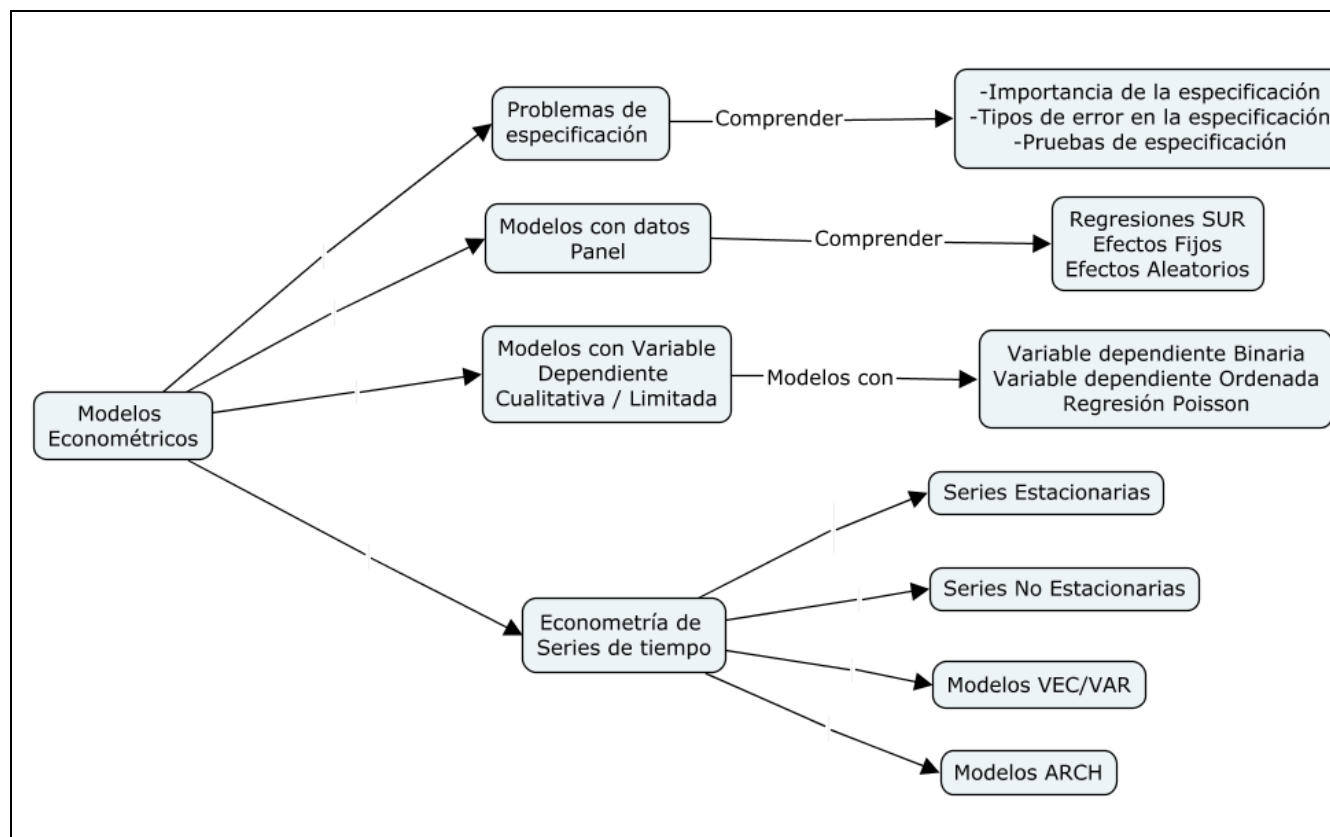 Problemas de
especificación
Comprender
-Importancia de la especificación
-Tipos de error en la especificación
-Pruebas de especificación
Modelos con datos
Panel
Comprender
Regresiones SUR
Efectos Fijos
Efectos Aleatorios
Modelos con Variable
Dependiente
Cualitativa / Limitada
Modelos con
Variable dependiente Binaria
Variable dependiente Ordenada
Regresión Poisson
Modelos
Econométricos
Series Estacionarias
Series No Estacionarias
Econometría de
Series de tiempo
Modelos VEC/VAR
Modelos ARCH